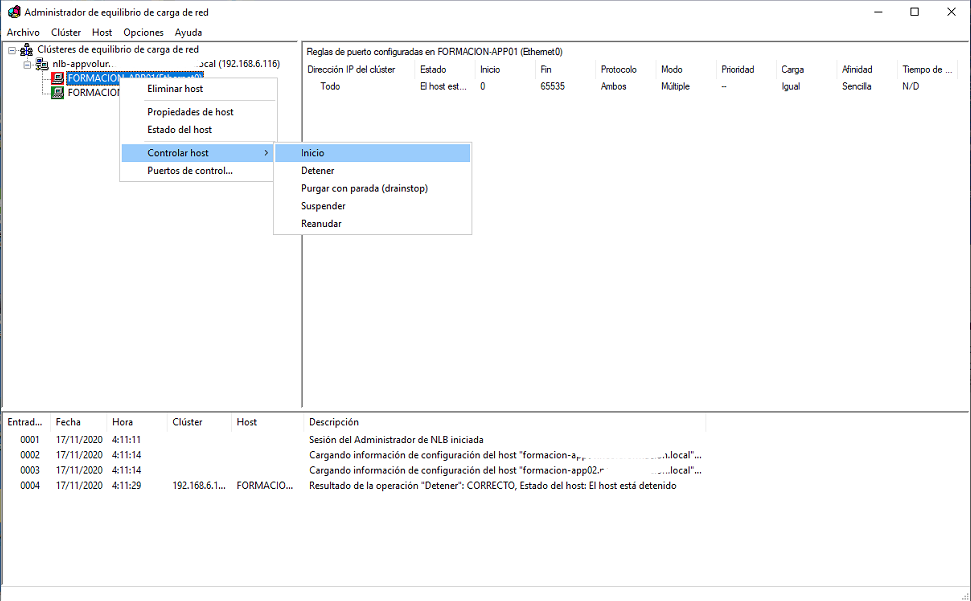 Administrador de equilibrio de carga de red
Archivo Clúster Host Opciones Ayuda
Clústeres de equilibrio de carga de red
nlb-appvolur... ocal (192.168.6.116)
FORMACION-APP01(Ethernet0)
FORMACION
Eliminar host
Propiedades de host
Estado del host
Controlar host >
Puertos de control...
Inicio
Detener
Purgar con parada (drainstop)
Suspender
Reanudar
Reglas de puerto configuradas en FORMACION-APP01 (Ethernet0)
Dirección IP del clúster Estado Inicio Fin Protocolo Modo Prioridad Carga Afinidad Tiempo de ...
Todo El host est... 0 65535 Ambos Múltiple -- Igual Sencilla N/D
Entrad... Fecha Hora Clúster Host Descripción
0001 17/11/2020 4:11:11 Sesión del Administrador de NLB iniciada
0002 17/11/2020 4:11:14 Cargando información de configuración del host "formacion-a .local"...
0003 17/11/2020 4:11:14 Cargando información de configuración del host "formacion-app02. .local"...
0004 17/11/2020 4:11:29 192.168.6.1... FORMACIO... Resultado de la operación "Detener": CORRECTO, Estado del host: El host está detenido